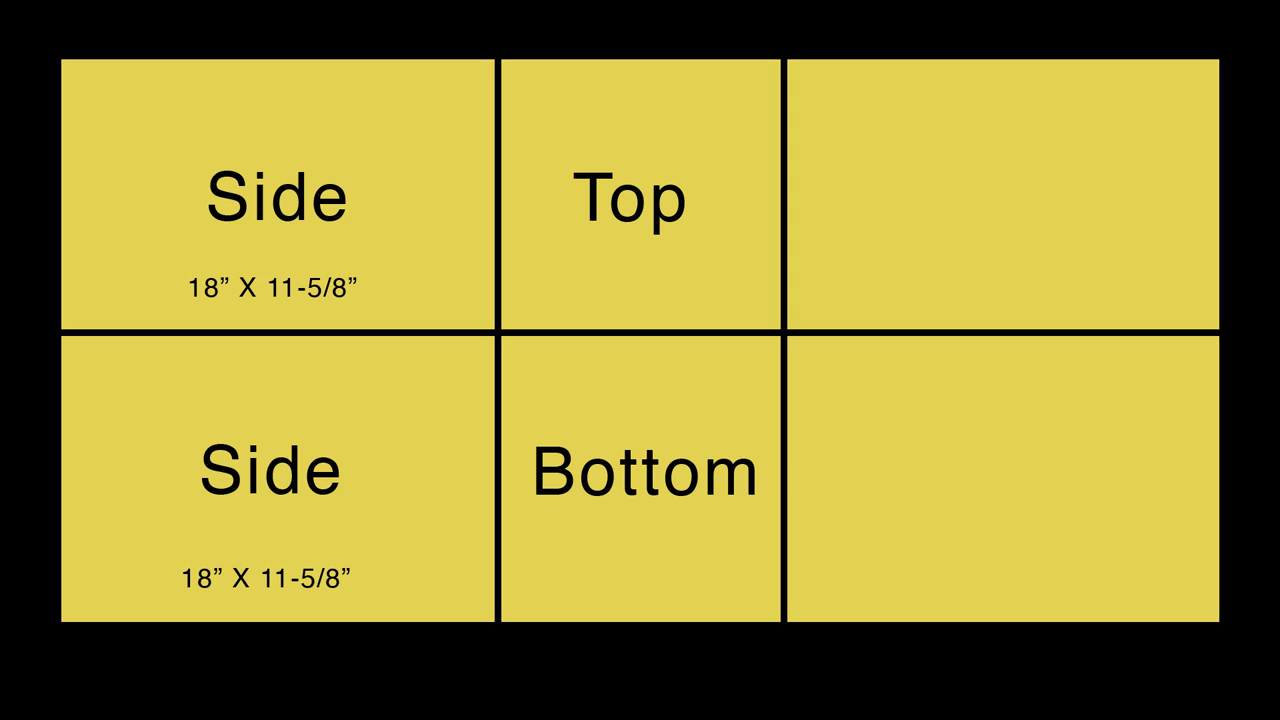 Side
18” X 11-5/8”
Top
Side
18” X 11-5/8”
Bottom